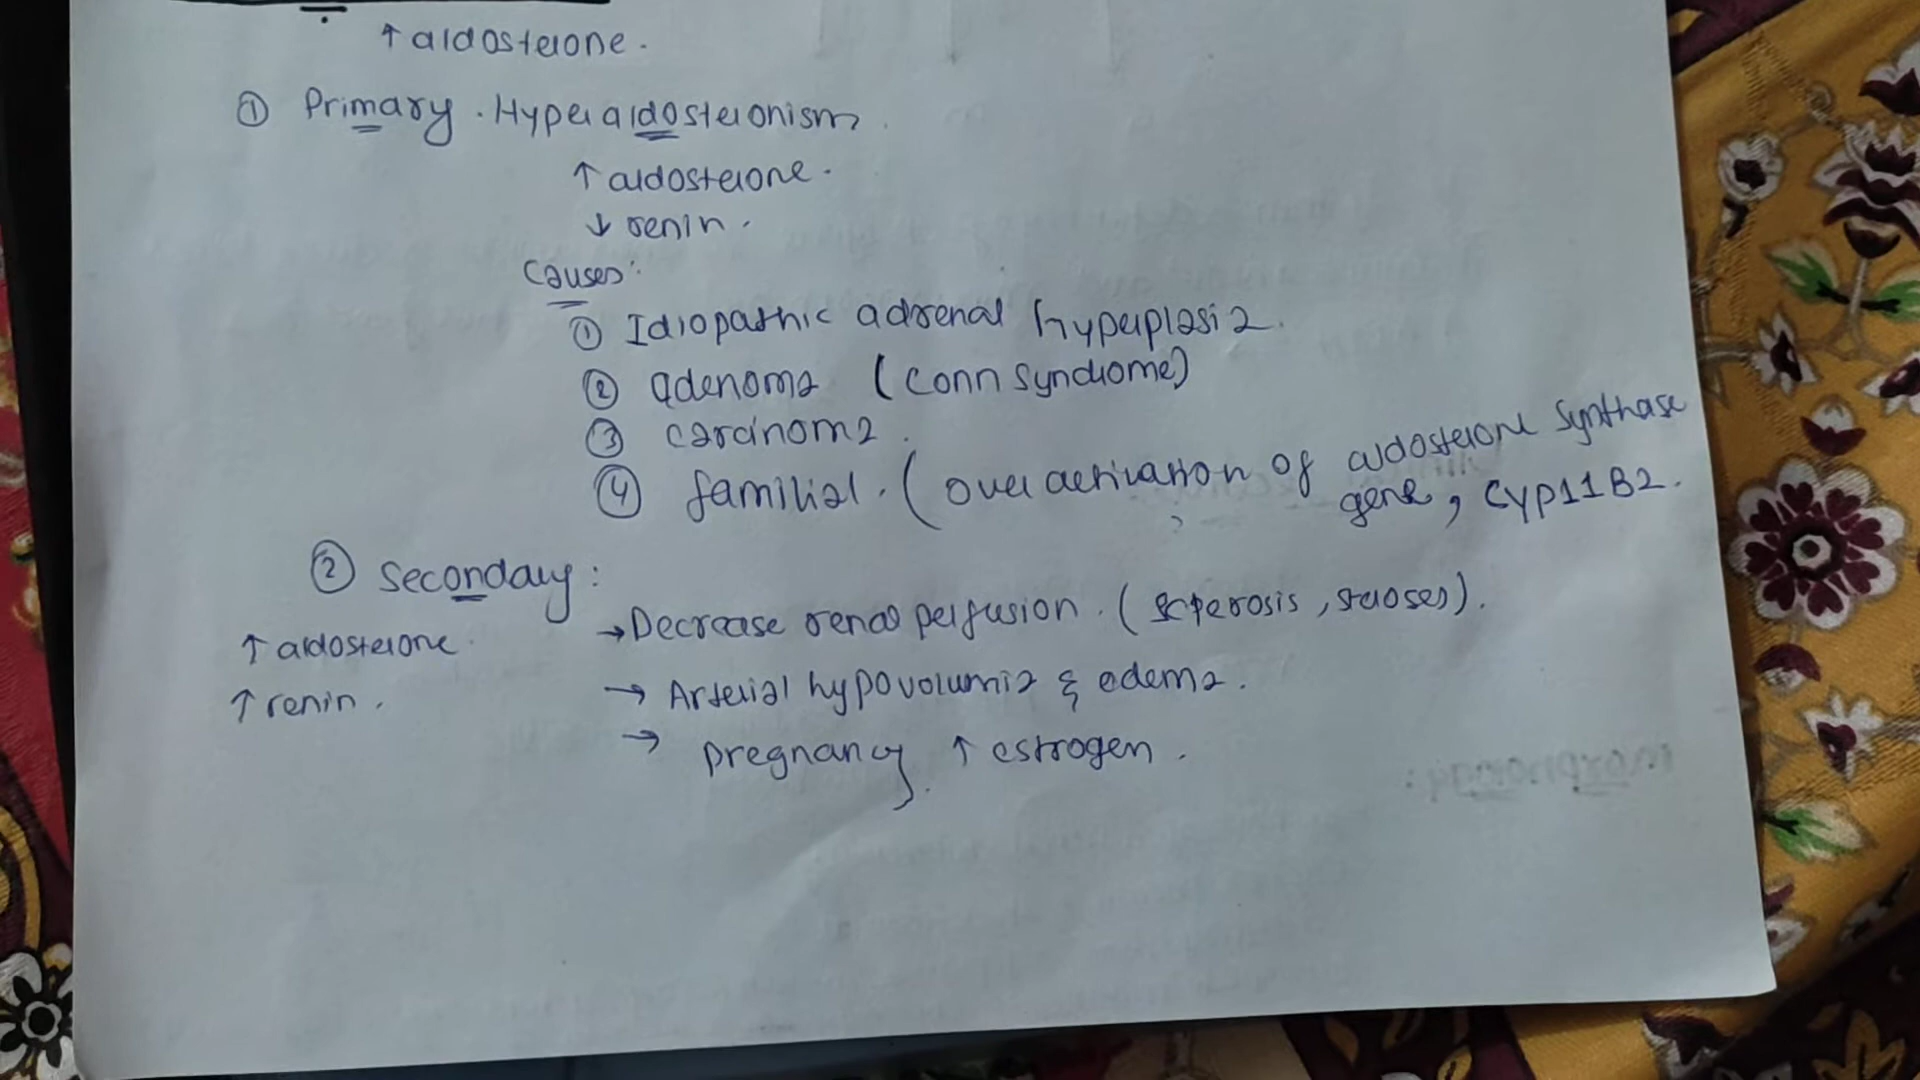 ↑ aldosterone.
① Primary Hyperaldosteronism
↑ aldosterone.
↓ renin.
Causes:
① Idiopathic adrenal hyperplasia.
② adenoma (Conn Syndrome)
③ carcinoma.
④ familial. (over activation of aldosterone synthase
gene, CYP11B2.
② Secondary:
→ Decrease renal perfusion. (
↑ aldosterone.
→ Arterial hypovolumia & edema.
↑ renin.
→ pregnancy ↑ estrogen.